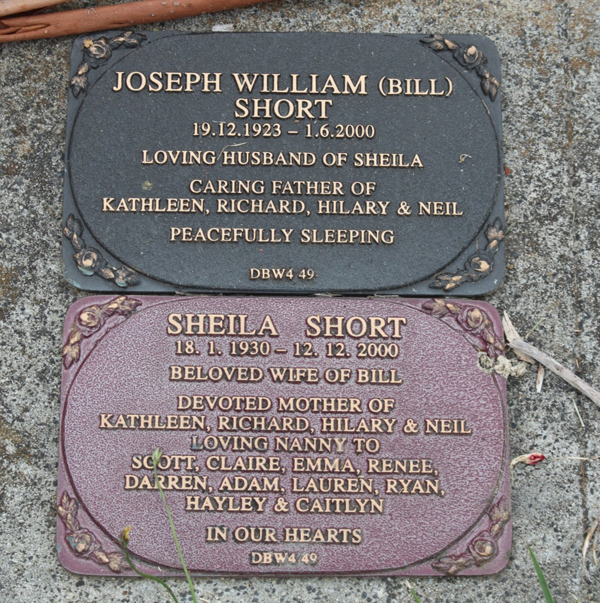 JOSEPH WILLIAM (BILL)
SHORT
19.12.1923 – 1.6.2000
LOVING HUSBAND OF SHEILA
CARING FATHER OF
KATHLEEN, RICHARD, HILARY & NEIL
PEACEFULLY SLEEPING
DBW4 49
SHEILA SHORT
18. 1. 1930 – 12. 12. 2000
BELOVED WIFE OF BILL
DEVOTED MOTHER OF
KATHLEEN, RICHARD, HILARY & NEIL
LOVING NANNY TO
SCOTT, CLAIRE, EMMA, RENEE,
DARREN, ADAM, LAUREN, RYAN,
HAYLEY & CAITLYN
IN OUR HEARTS
DBW4 49